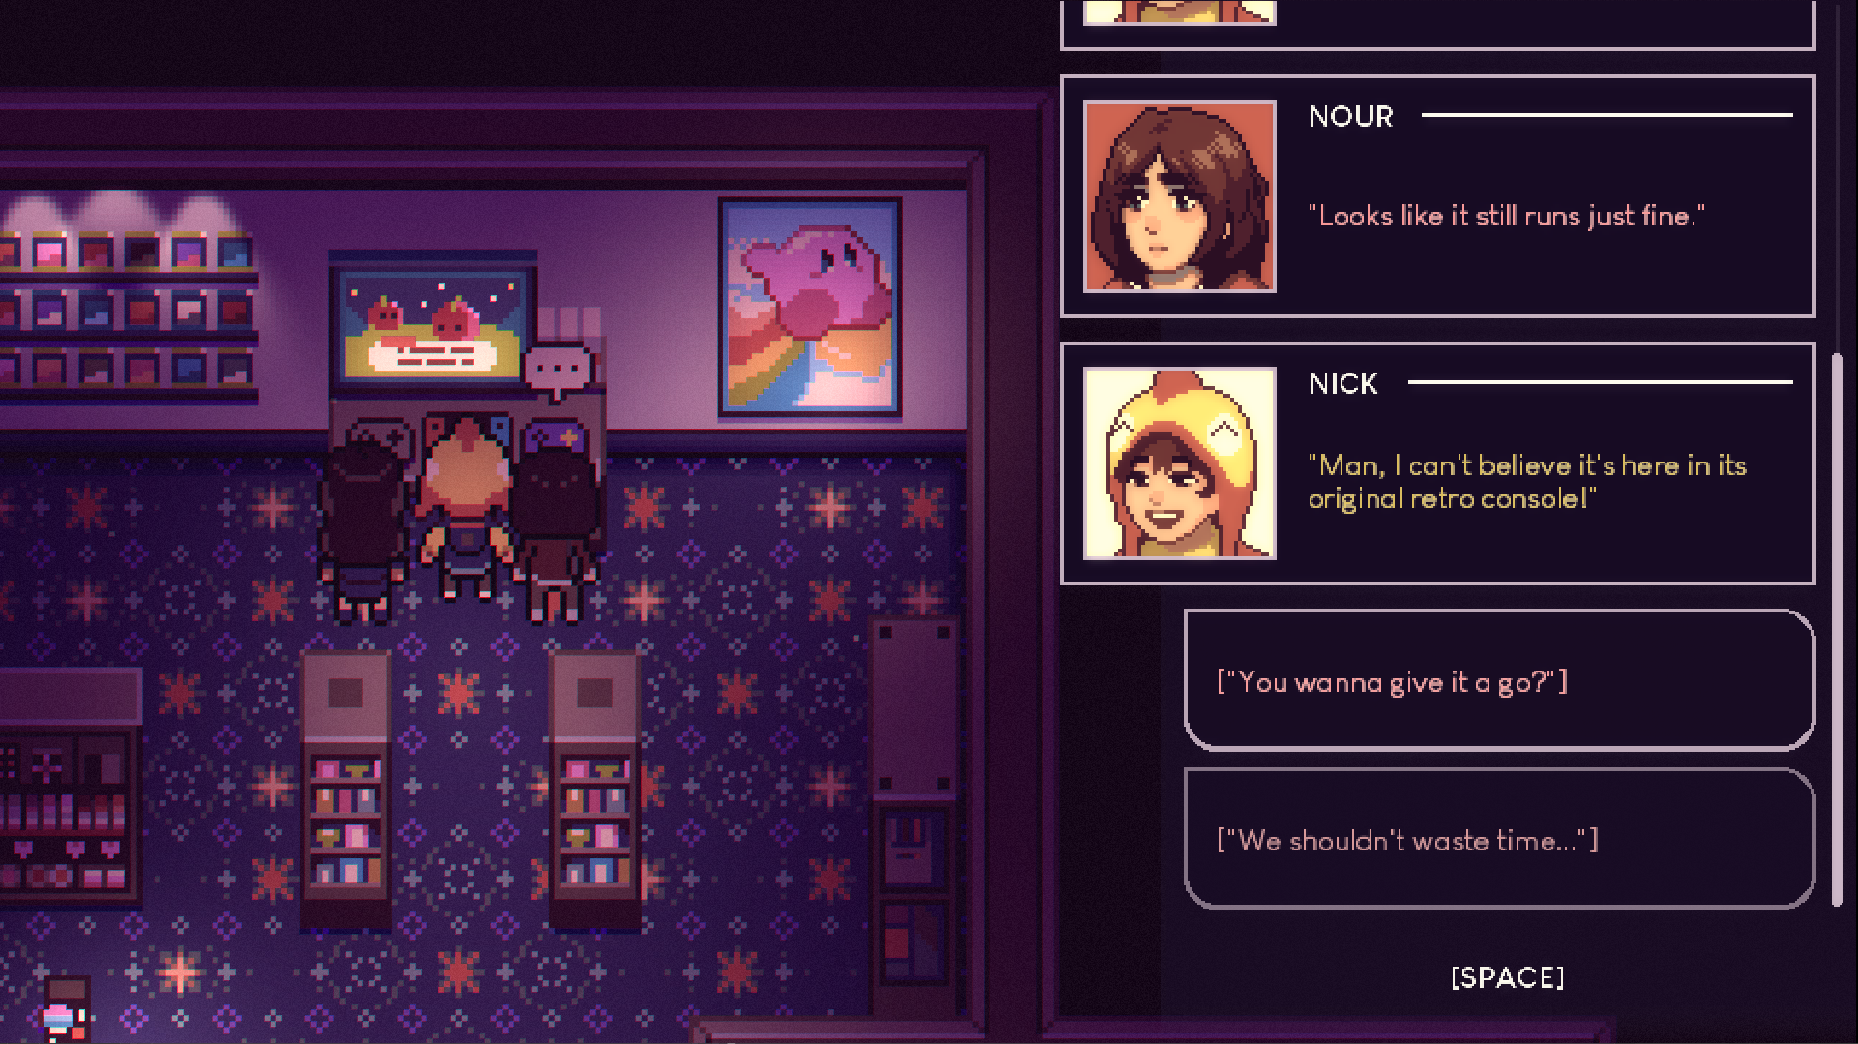 NOUR
"Looks like it still runs just fine."
NICK
"Man, I can't believe it's here in its
original retro console!"
["You wanna give it a go?"]
["We shouldn't waste time..."]
[SPACE]